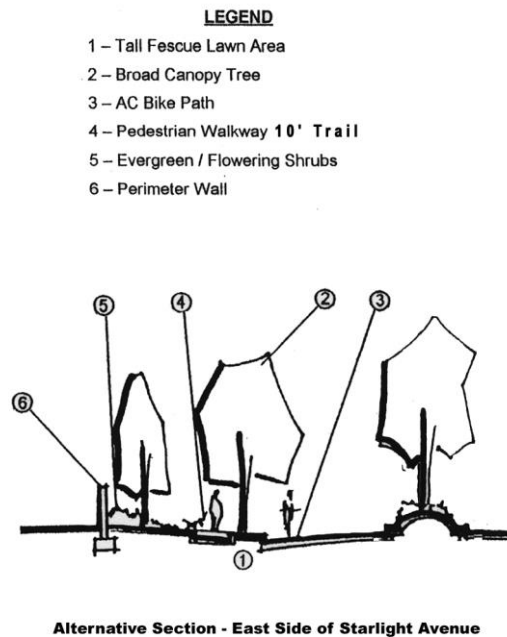 LEGEND
1 – Tall Fescue Lawn Area
2 – Broad Canopy Tree
3 – AC Bike Path
4 – Pedestrian Walkway 10' Trail
5 – Evergreen / Flowering Shrubs
6 – Perimeter Wall
5 4 2 3
6
1
Alternative Section - East Side of Starlight Avenue